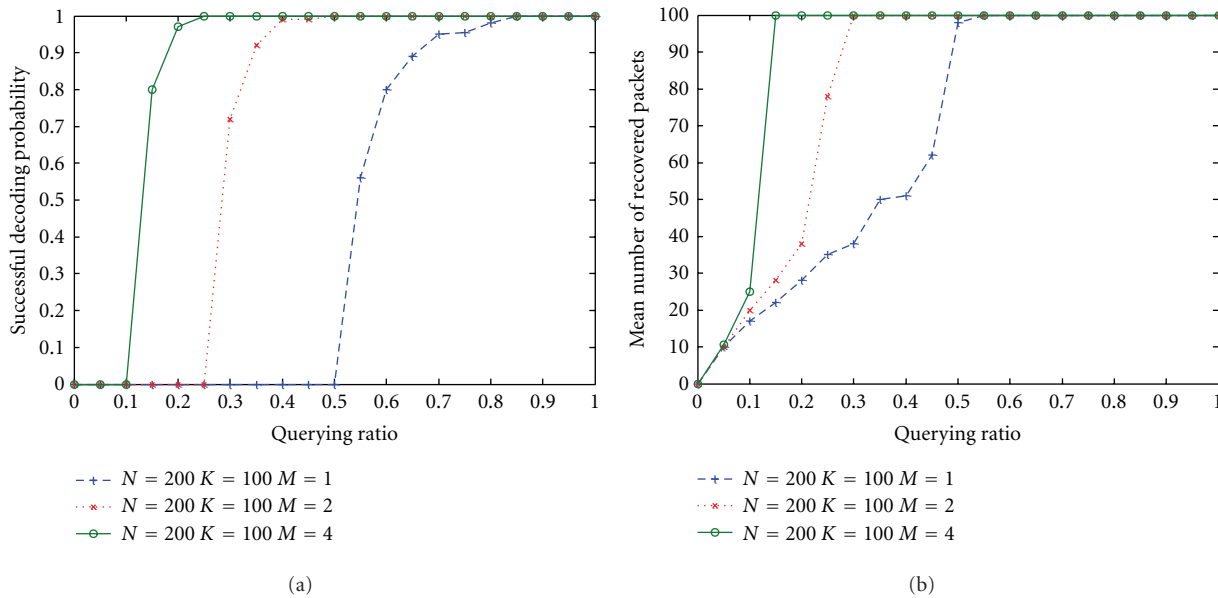 1
0.9
0.8
0.7
0.6
0.5
0.4
0.3
0.2
0.1
0
Successful decoding probability
0 0.1 0.2 0.3 0.4 0.5 0.6 0.7 0.8 0.9 1
Querying ratio
N = 200 K = 100 M = 1
N = 200 K = 100 M = 2
N = 200 K = 100 M = 4
(a)
100
90
80
70
60
50
40
30
20
10
0
Mean number of recovered packets
0 0.1 0.2 0.3 0.4 0.5 0.6 0.7 0.8 0.9 1
Querying ratio
N = 200 K = 100 M = 1
N = 200 K = 100 M = 2
N = 200 K = 100 M = 4
(b)